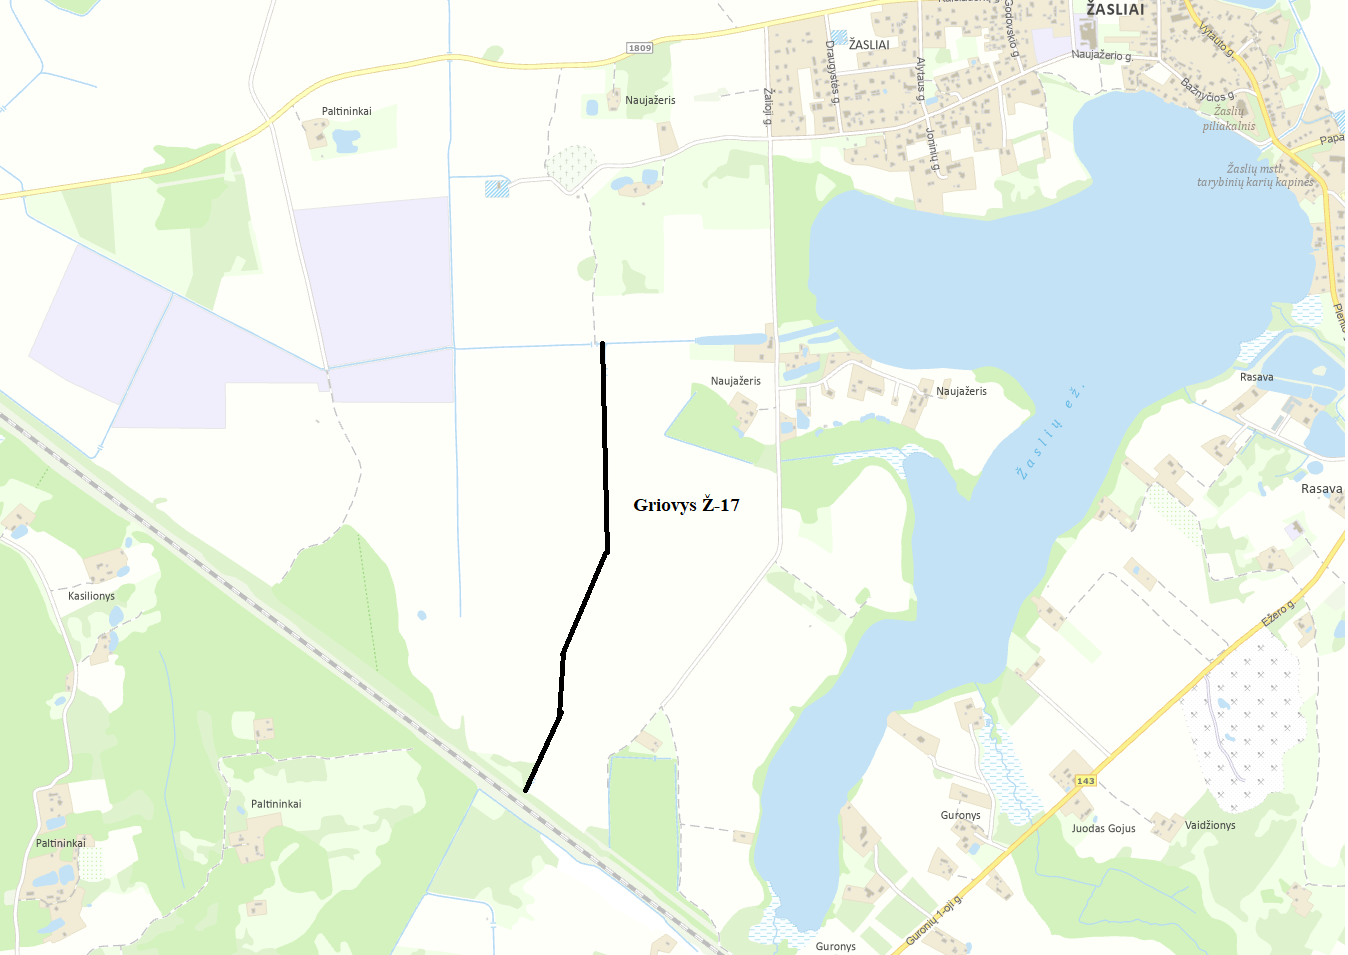 Kaišiadorių g.
ŽASLIAI
Godovskio g.
Vytauto g.
1809
ŽASLIAI
Draugystės g.
Naujažerio g.
Alytaus g.
Bažnyčios g.
Naujažeris
Žalioji g.
Paltininkai
Žaslių
piliakalnis
Joninių g.
Papa
Žaslių mstl.
tarybinių karių kapinės
Naujažeris
Naujažeris
Rasava
Žaslių ež.
Rasava
Griovys Ž-17
Kasilionys
Ežero g.
143
Paltininkai
Guronys
Juodas Gojus
Vaidžionys
Paltininkai
Guronių 1-oji g.
Guronys